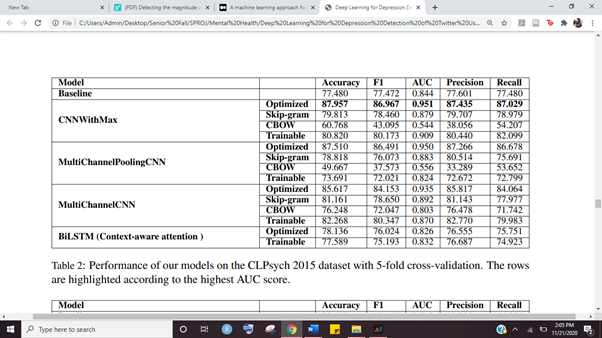 New Tab
(PDF) Detecting the magnitude o
A machine learning approach for
Deep Learning for Depression De
File | C:/Users/Admin/Desktop/Senior%20Fall/SPROJ/Mental%20Health/Deep%20Learning%20for%20Depression%20Detection%20of%20Twitter%20Us...
Model Accuracy F1 AUC Precision Recall
Baseline 77.480 77.472 0.844 77.601 77.480
CNNWithMax
Optimized 87.957 86.967 0.951 87.435 87.029
Skip-gram 79.813 78.460 0.879 79.707 78.979
CBOW 60.768 43.095 0.544 38.056 54.207
Trainable 80.820 80.173 0.909 80.440 82.099
MultiChannelPoolingCNN
Optimized 87.510 86.491 0.950 87.266 86.678
Skip-gram 78.818 76.073 0.883 80.514 75.691
CBOW 49.667 37.573 0.556 33.289 53.652
Trainable 73.691 72.021 0.824 72.672 72.799
MultiChannelCNN
Optimized 85.617 84.153 0.935 85.817 84.064
Skip-gram 81.161 78.650 0.892 81.143 77.977
CBOW 76.248 72.047 0.803 76.478 71.742
Trainable 82.268 80.347 0.870 82.770 79.983
BiLSTM (Context-aware attention )
Optimized 78.136 76.024 0.826 76.555 75.751
Trainable 77.589 75.193 0.832 76.687 74.923
Table 2: Performance of our models on the CLPsych 2015 dataset with 5-fold cross-validation. The rows
are highlighted according to the highest AUC score.
Model Accuracy F1 AUC Precision Recall
Type here to search
2:05 PM
11/21/2020